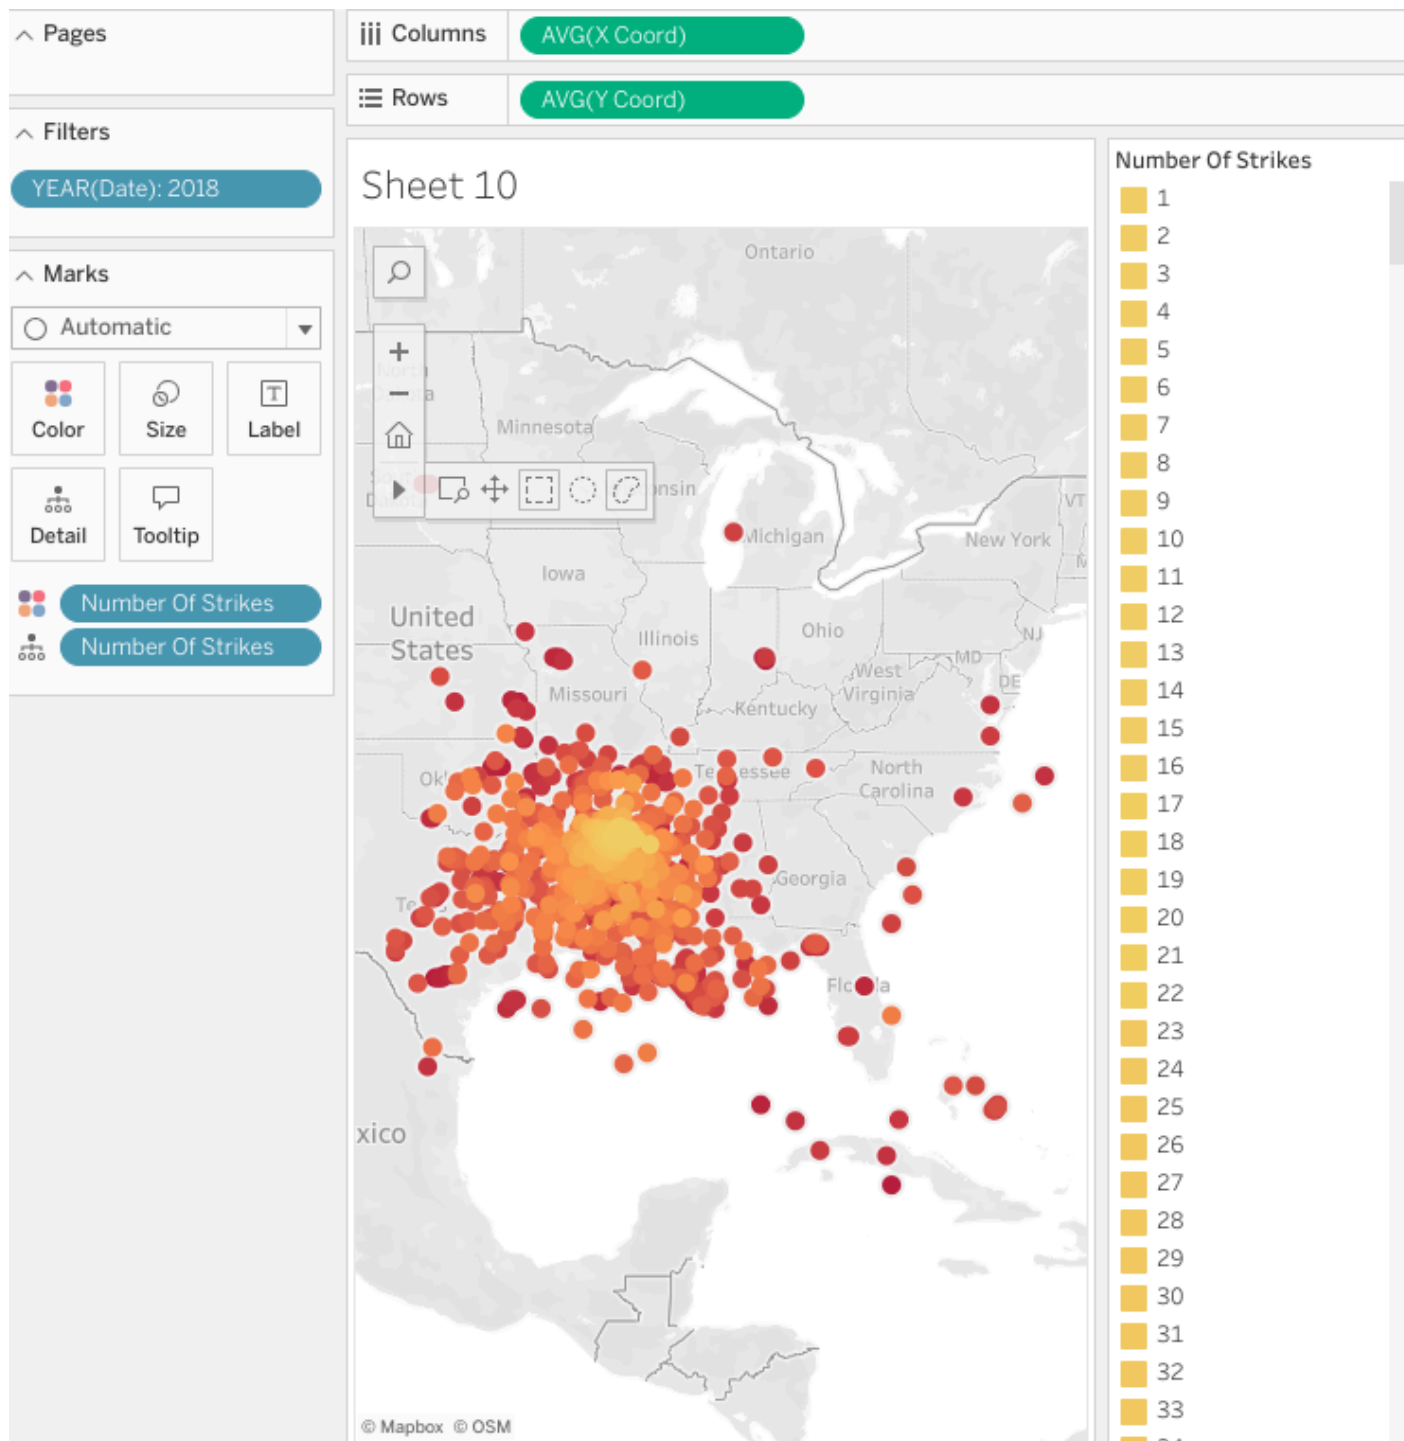 Pages
Columns
AVG(X Coord)
Rows
AVG(Y Coord)
Filters
YEAR(Date): 2018
Marks
Automatic
Color
Size
Label
Detail
Tooltip
Number Of Strikes
Number Of Strikes
Sheet 10
Ontario
North
Minnesota
Michigan
New York
VT
Iowa
United
States
Illinois
Ohio
NJ
MD
DE
West
Virginia
Missouri
Kentucky
North
Carolina
Georgia
© Mapbox © OSM
Number Of Strikes
1
2
3
4
5
6
7
8
9
10
11
12
13
14
15
16
17
18
19
20
21
22
23
24
25
26
27
28
29
30
31
32
33